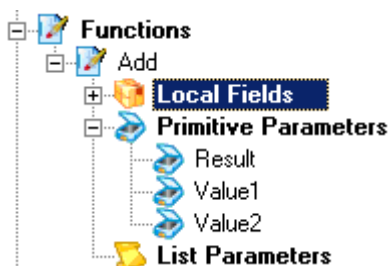 Functions
Add
Local Fields
Primitive Parameters
Result
Value1
Value2
List Parameters